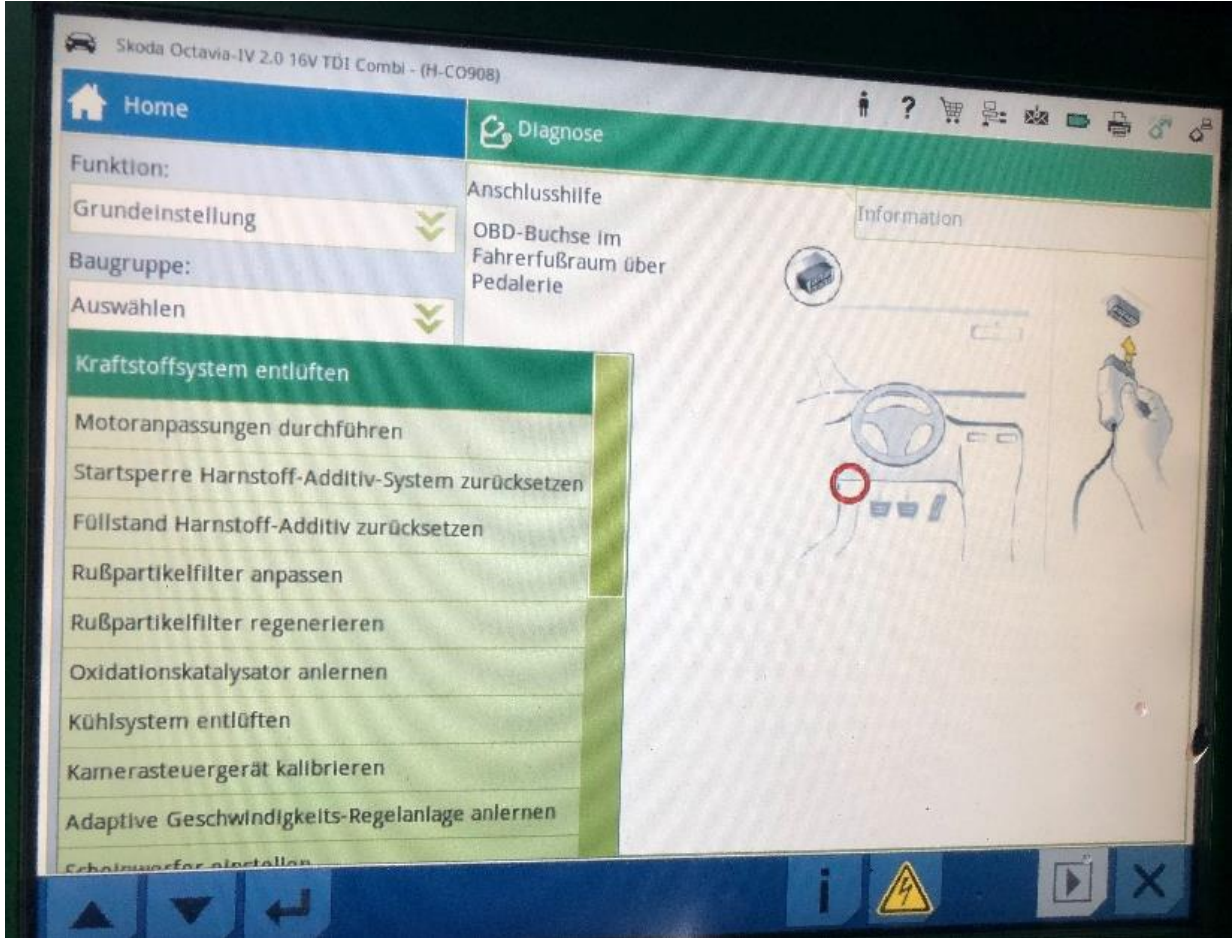 Skoda Octavia-IV 2.0 16V TDI Combi - (H-CO908)
Home
Diagnose
?
Funktion:
Grundeinstellung
Baugruppe:
Auswählen
Anschlusshilfe
Information
OBD-Buchse im
Fahrerfußraum über
Pedalerie
Kraftstoffsystem entlüften
Motoranpassungen durchführen
Startsperre Harnstoff-Additiv-System zurücksetzen
Füllstand Harnstoff-Additiv zurücksetzen
Rußpartikelfilter anpassen
Rußpartikelfilter regenerieren
Oxidationskatalysator anlernen
Kühlsystem entlüften
Kamerasteuergerät kalibrieren
Adaptive Geschwindigkeits-Regelanlage anlernen
Scheinwerfer einstellen
i